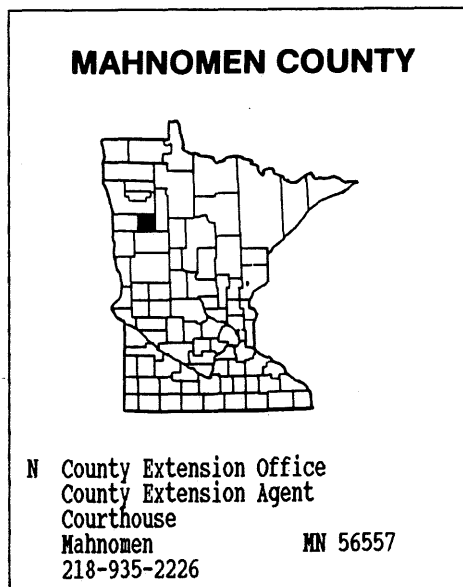 MAHNOMEN COUNTY
N County Extension Office
County Extension Agent
Courthouse
Mahnomen MN 56557
218-935-2226